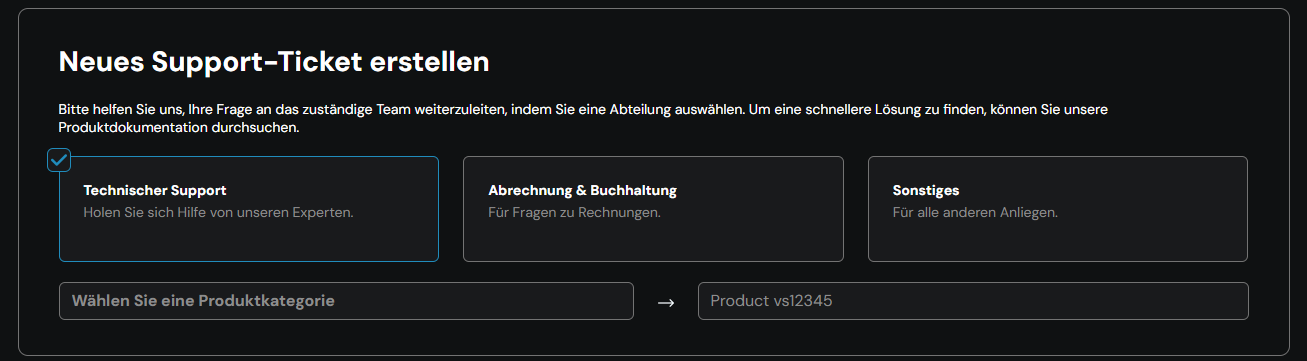 Neues Support-Ticket erstellen
Bitte helfen Sie uns, Ihre Frage an das zuständige Team weiterzuleiten, indem Sie eine Abteilung auswählen. Um eine schnellere Lösung zu finden, können Sie unsere
Produktdokumentation durchsuchen.
Technischer Support
Holen Sie sich Hilfe von unseren Experten.
Abrechnung & Buchhaltung
Für Fragen zu Rechnungen.
Sonstiges
Für alle anderen Anliegen.
Wählen Sie eine Produktkategorie
Product vs12345